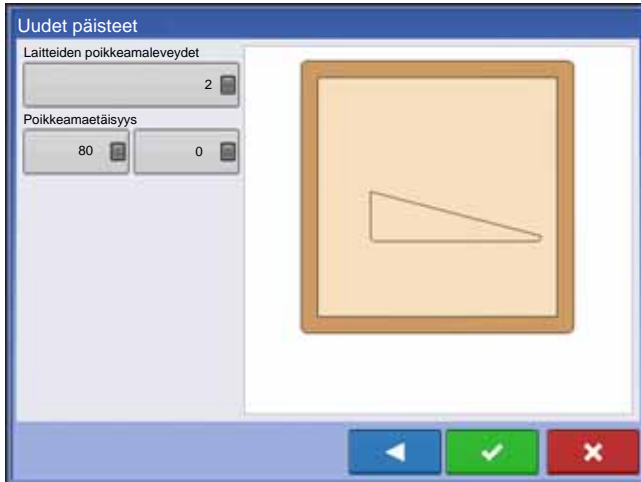 Uudet päisteet
Laitteiden poikkeamaleveydet
2
Poikkeamaetäisyys
80 0